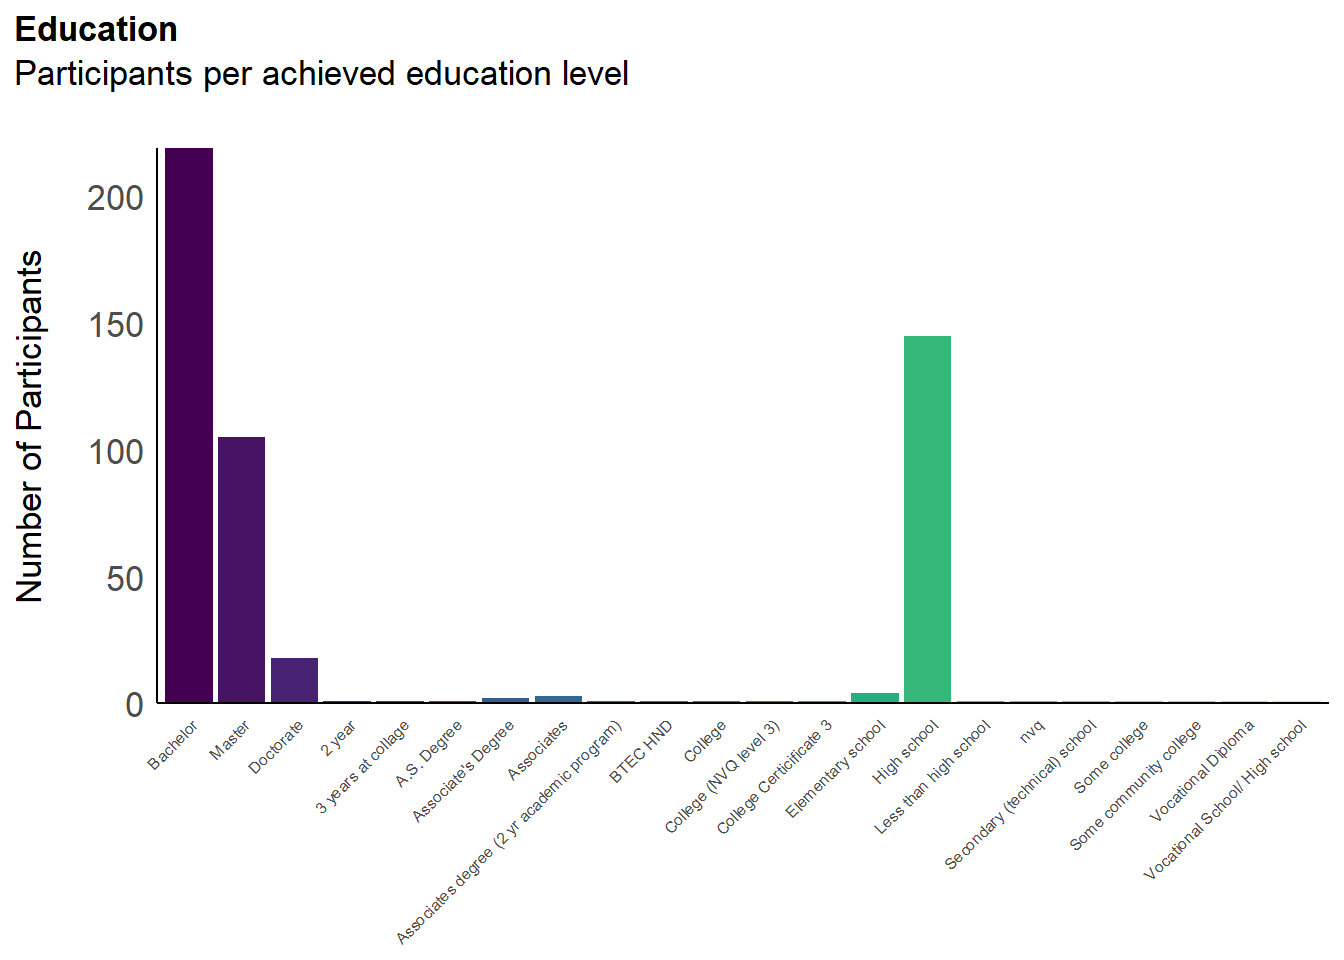 Education
Participants per achieved education level
Number of Participants
200
150
100
50
0
Bachelor
Master
Doctorate
2 year
3 years at collage
A.S. Degree
Associate's Degree
Associates
Associates degree (2 yr academic program)
BTEC HND
College
College (NVQ level 3)
College Certicificate 3
Elementary school
High school
Less than high school
nvq
Secondary (technical) school
Some college
Some community college
Vocational Diploma
Vocational School/ High school